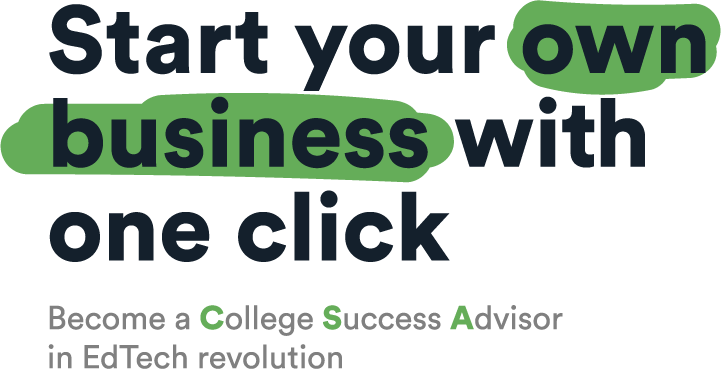 Start your own
business with
one click
Become a College Success Advisor
in EdTech revolution